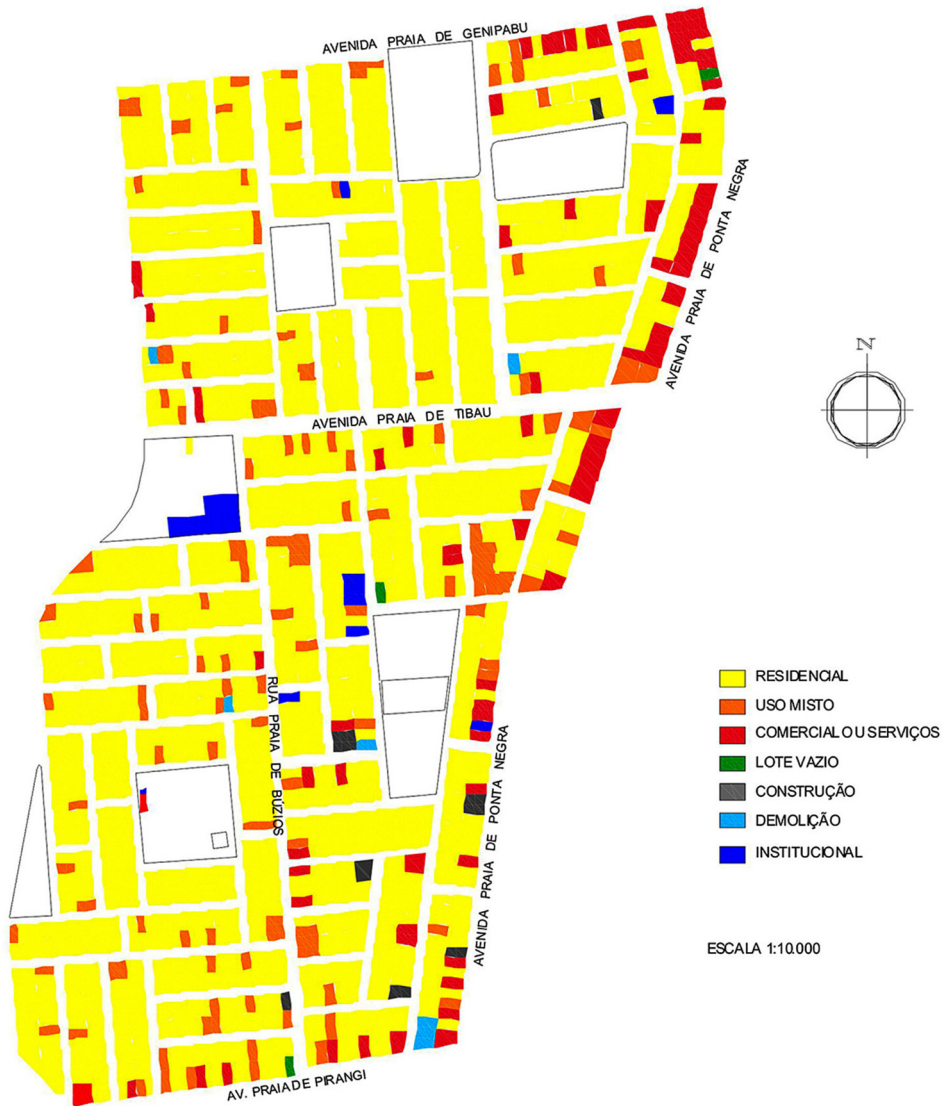 AVENIDA PRAIA DE GENIPABU
AVENIDA PRAIA DE PONTA NEGRA
N
AVENIDA PRAIA DE TIBAU
RUA PRAIA DE BÚZIOS
AVENIDA PRAIA DE PONTA NEGRA
AV. PRAIA DE PIRANGI
RESIDENCIAL
USO MISTO
COMERCIAL OU SERVIÇOS
LOTE VAZIO
CONSTRUÇÃO
DEMOLIÇÃO
INSTITUCIONAL
ESCALA 1:10.000